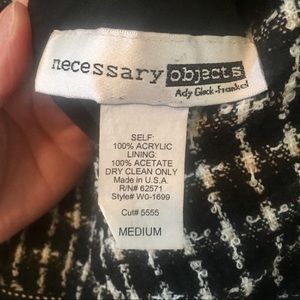 necessary objects
Ady Gluck-Frankel
SELF:
100% ACRYLIC
LINING:
100% ACETATE
DRY CLEAN ONLY
Made in U.S.A.
R/N# 62571
Style# W0-1699
Cut# 5555
MEDIUM